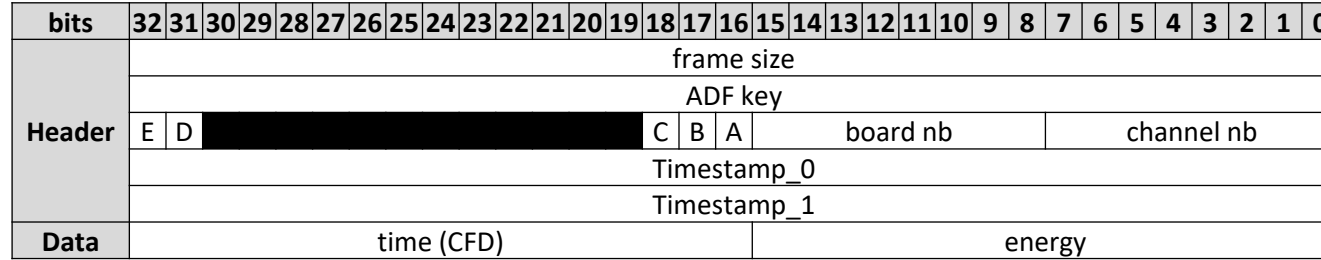 bits 32 31 30 29 28 27 26 25 24 23 22 21 20 19 18 17 16 15 14 13 12 11 10 9 8 7 6 5 4 3 2 1 0
frame size
ADF key
Header E D C B A board nb channel nb
Timestamp_0
Timestamp_1
Data time (CFD) energy